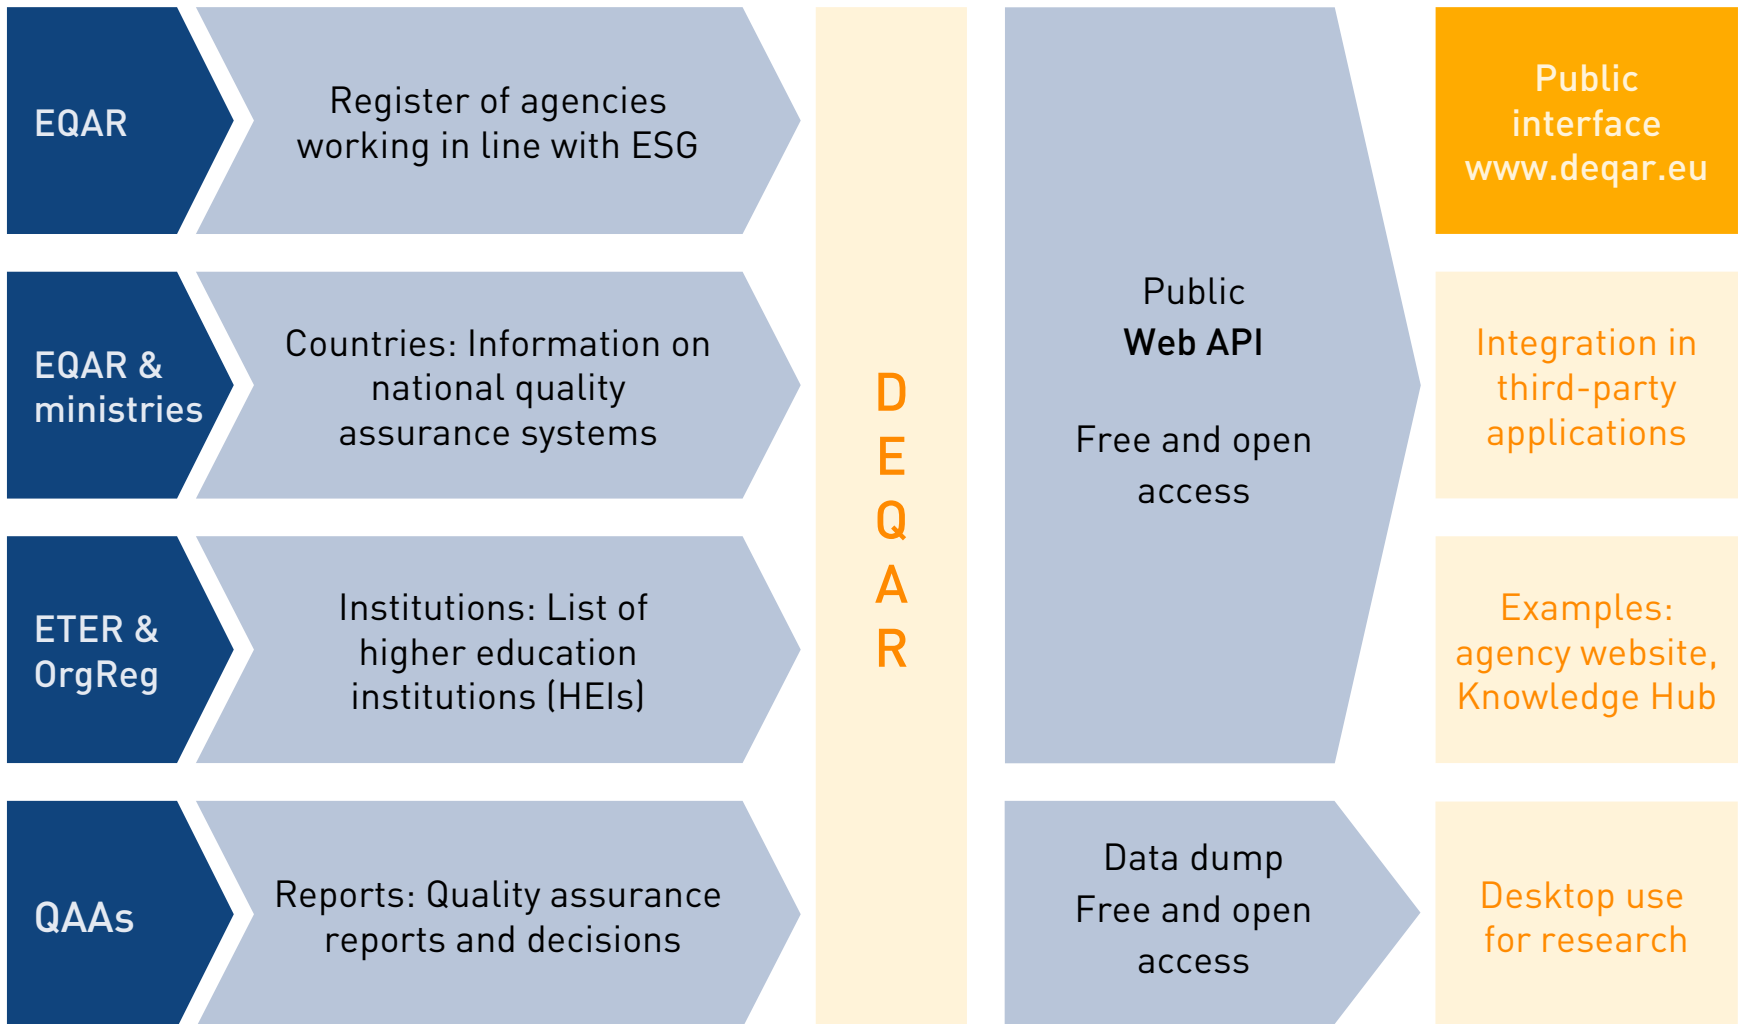 EQAR
Register of agencies
working in line with ESG
EQAR &
ministries
Countries: Information on
national quality
assurance systems
ETER &
OrgReg
Institutions: List of
higher education
institutions (HEIs)
QAAs
Reports: Quality assurance
reports and decisions
D
E
Q
A
R
Public
Web API
Free and open
access
Data dump
Free and open
access
Public
interface
www.deqar.eu
Integration in
third-party
applications
Examples:
agency website,
Knowledge Hub
Desktop use
for research